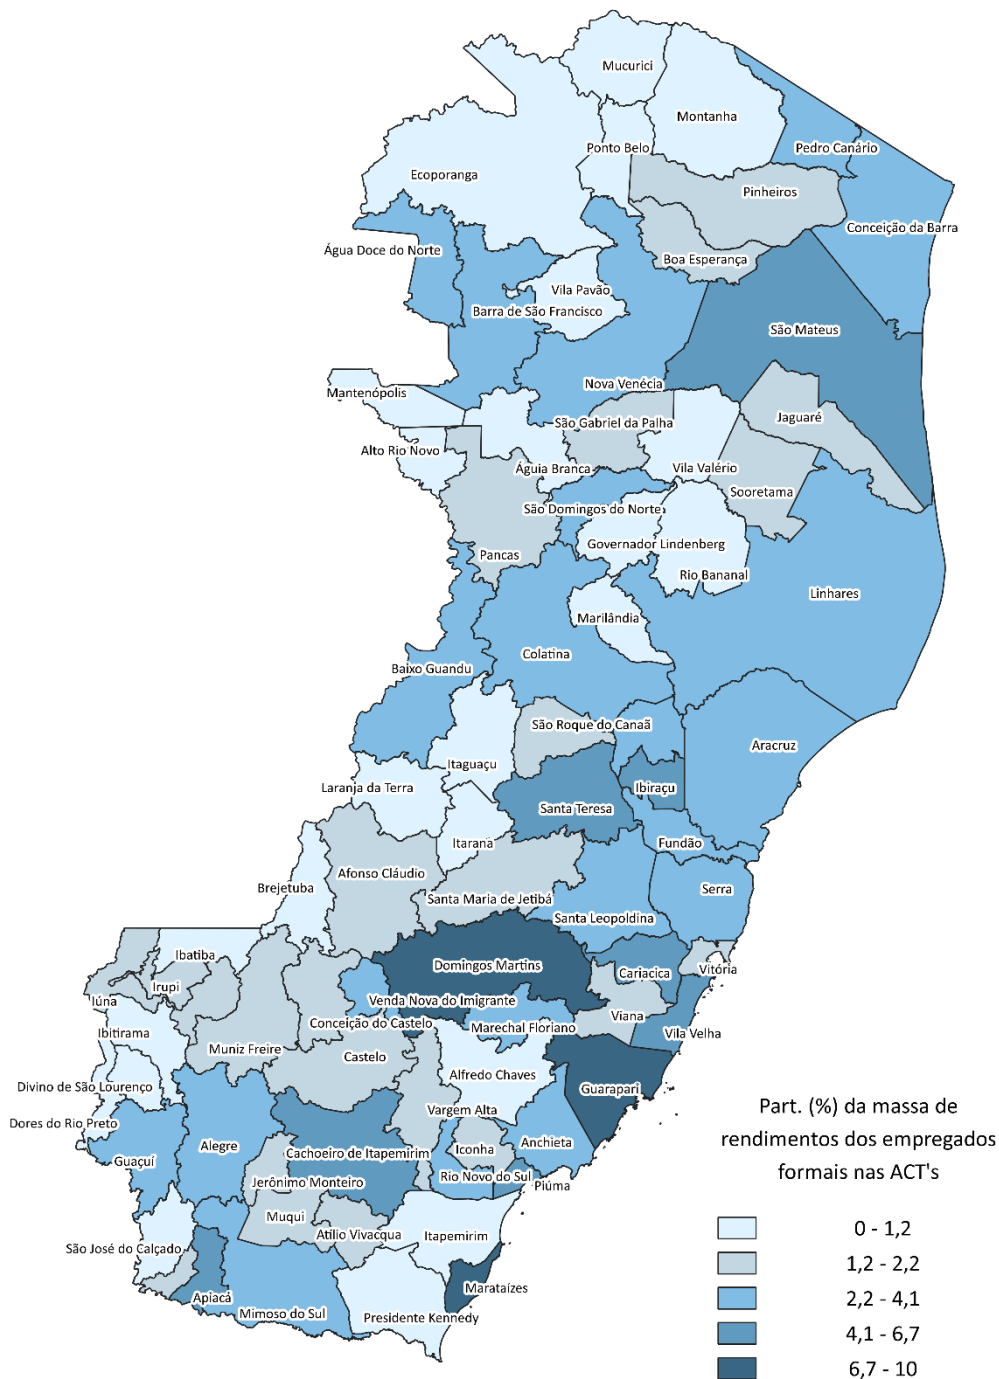 Mucurici
Montanha
Ponto Belo
Pedro Canário
Ecoporanga
Pinheiros
Conceição da Barra
Água Doce do Norte
Boa Esperança
Vila Pavão
Barra de São Francisco
São Mateus
Nova Venécia
Mantenópolis
Jaguaré
São Gabriel da Palha
Alto Rio Novo
Águia Branca
Vila Valério
Sooretama
São Domingos do Norte
Governador Lindenberg
Pancas
Rio Bananal
Linhares
Marilândia
Colatina
Baixo Guandu
São Roque do Canaã
Aracruz
Itaguaçu
Laranja da Terra
Ibiraçu
Santa Teresa
Itarana
Fundão
Afonso Cláudio
Brejetuba
Serra
Santa Maria de Jetibá
Santa Leopoldina
Ibatiba
Domingos Martins
Cariacica
Vitória
Irupi
Iúna
Venda Nova do Imigrante
Viana
Conceição do Castelo
Marechal Floriano
Vila Velha
Ibitirama
Muniz Freire
Castelo
Alfredo Chaves
Divino de São Lourenço
Guarapari
Vargem Alta
Dores do Rio Preto
Alegre
Anchieta
Cachoeiro de Itapemirim
Iconha
Guaçuí
Rio Novo do Sul
Jerônimo Monteiro
Piúma
Muqui
Atilio Vivacqua
Itapemirim
São José do Calçado
Marataízes
Apiacá
Mimoso do Sul
Presidente Kennedy
Part. (%) da massa de
rendimentos dos empregados
formais nas ACT's
0 - 1,2
1,2 - 2,2
2,2 - 4,1
4,1 - 6,7
6,7 - 10